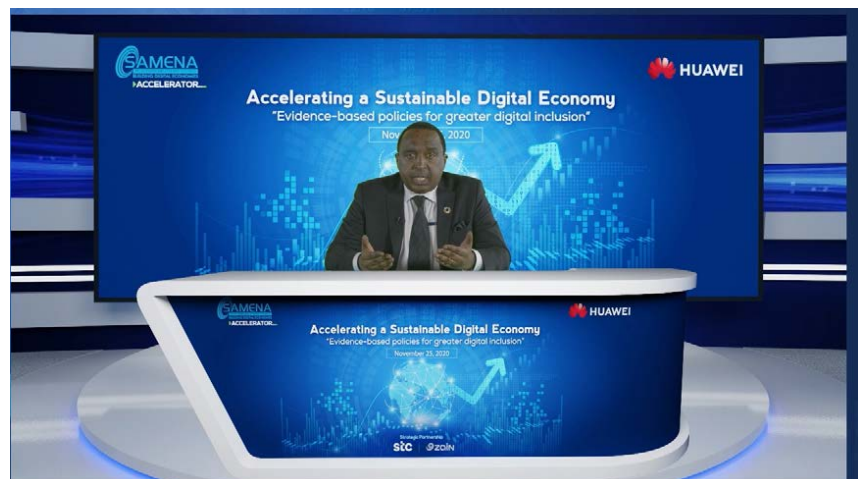 SAMENA
ACCELERATOR
HUAWEI
Accelerating a Sustainable Digital Economy
"Evidence-based policies for greater digital inclusion"
2020
SAMENA
ACCELERATOR
HUAWEI
Accelerating a Sustainable Digital Economy
"Evidence-based policies for greater digital inclusion"
November 25, 2020
Strategic Partnership
stc
zain